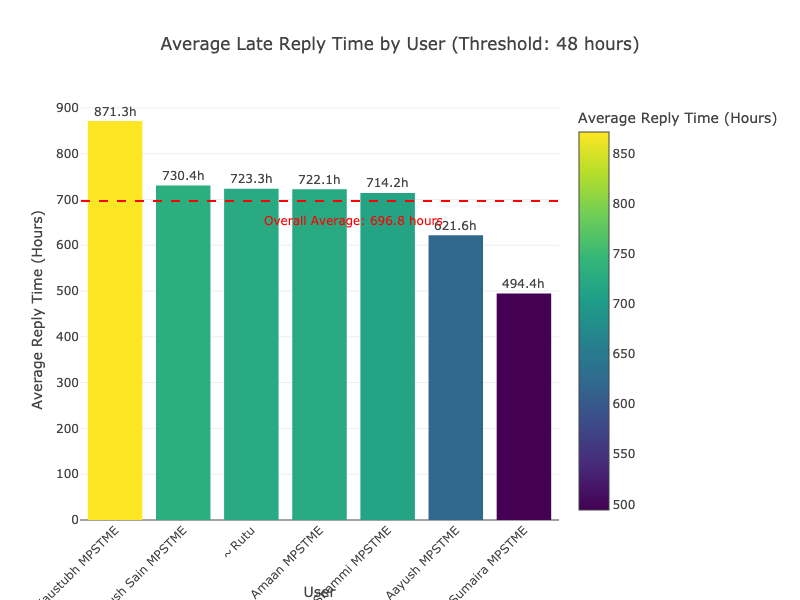 Average Late Reply Time by User (Threshold: 48 hours)
Average Reply Time (Hours)
900
800
700
600
500
400
300
200
100
0
871.3h
730.4h
723.3h
722.1h
714.2h
621.6h
494.4h
Overall Average: 696.8 hours
MPSTME
Sain MPSTME
~ Rutu
Amaan MPSTME
MPSTME
Aayush MPSTME
Sumaira MPSTME
User
Average Reply Time (Hours)
850
800
750
700
650
600
550
500